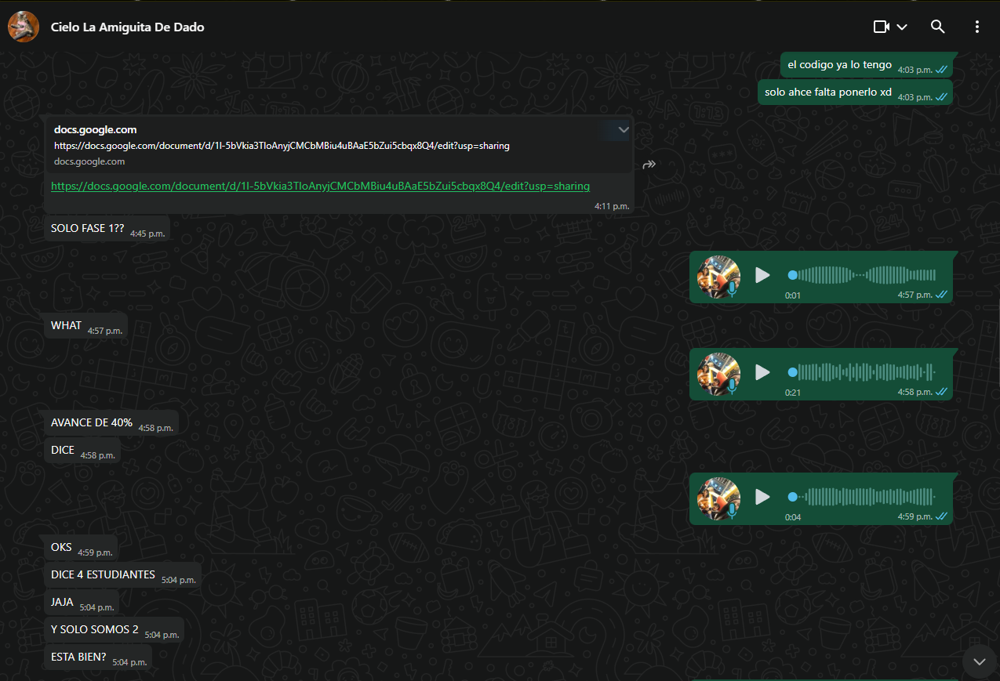 Cielo La Amiguita De Dado
el codigo ya lo tengo 4:03 p.m.
solo ahce falta ponerlo xd 4:03 p.m.
docs.google.com
https://docs.google.com/document/d/1I-5bVkia3TIoAnyjCMCbMBiu4uBAaE5bZui5cbqx8Q4/edit?usp=sharing
docs.google.com
https://docs.google.com/document/d/1I-5bVkia3TIoAnyjCMCbMBiu4uBAaE5bZui5cbqx8Q4/edit?usp=sharing
4:11 p.m.
SOLO FASE 1?? 4:45 p.m.
0:01 4:57 p.m.
WHAT 4:57 p.m.
0:21 4:58 p.m.
AVANCE DE 40% 4:58 p.m.
DICE 4:58 p.m.
0:04 4:59 p.m.
OKS 4:59 p.m.
DICE 4 ESTUDIANTES 5:04 p.m.
JAJA 5:04 p.m.
Y SOLO SOMOS 2 5:04 p.m.
ESTA BIEN? 5:04 p.m.